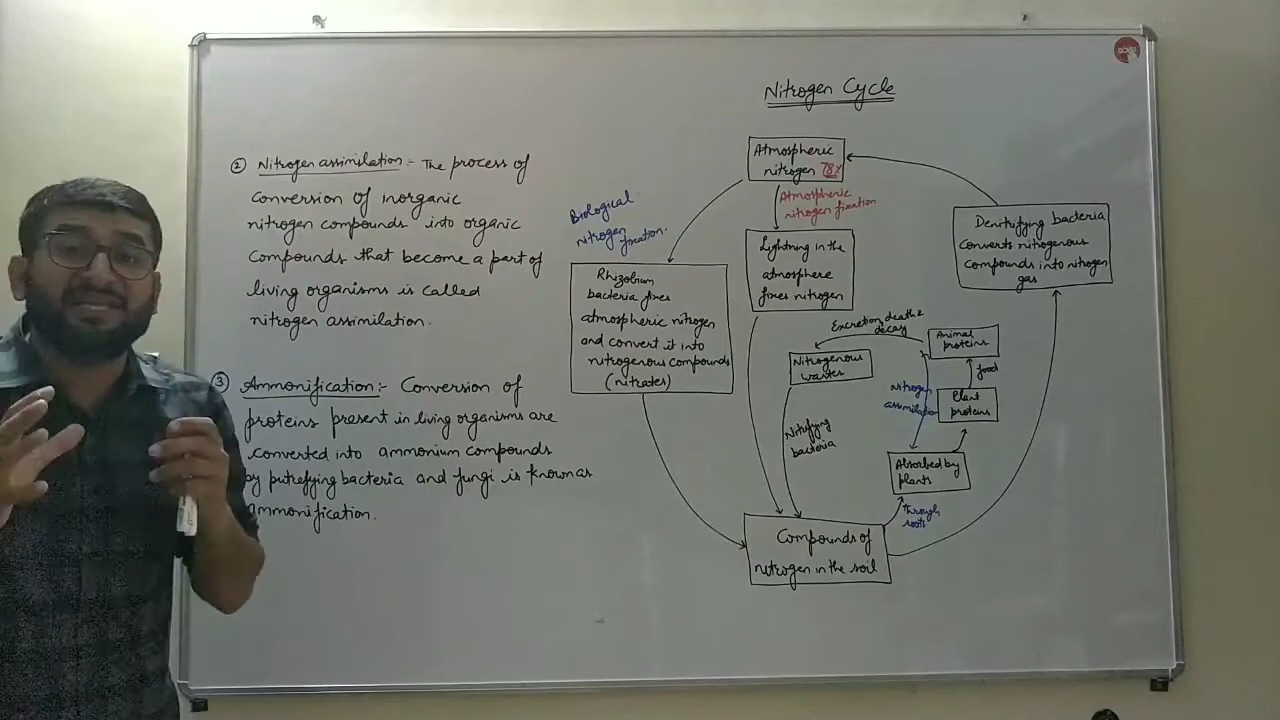 Nitrogen Cycle
② Nitrogen assimilation:- The process of
conversion of inorganic
nitrogen compounds into organic
compounds that become a part of
living organisms is called
nitrogen assimilation.
③ Ammonification:- Conversion of
proteins present in living organisms are
converted into ammonium compounds
by putrefying bacteria and fungi is known as
ammonification.
Atmospheric
nitrogen 78%
Atmospheric
nitrogen fixation
Biological
nitrogen
fixation.
Rhizobium
bacteria fixes
atmospheric nitrogen
and convert it into
nitrogenous compounds
(nitrates)
Lightning in the
atmosphere
fixes nitrogen
Denitrifying bacteria
converts nitrogenous
compounds into nitrogen
gas
Excretion death &
decay
Animal
proteins
Nitrogenous
wastes
food
Plant
proteins
nitrogen
assimilation
Nitrifying
bacteria
Absorbed by
plants
through
roots
Compounds of
nitrogen in the soil